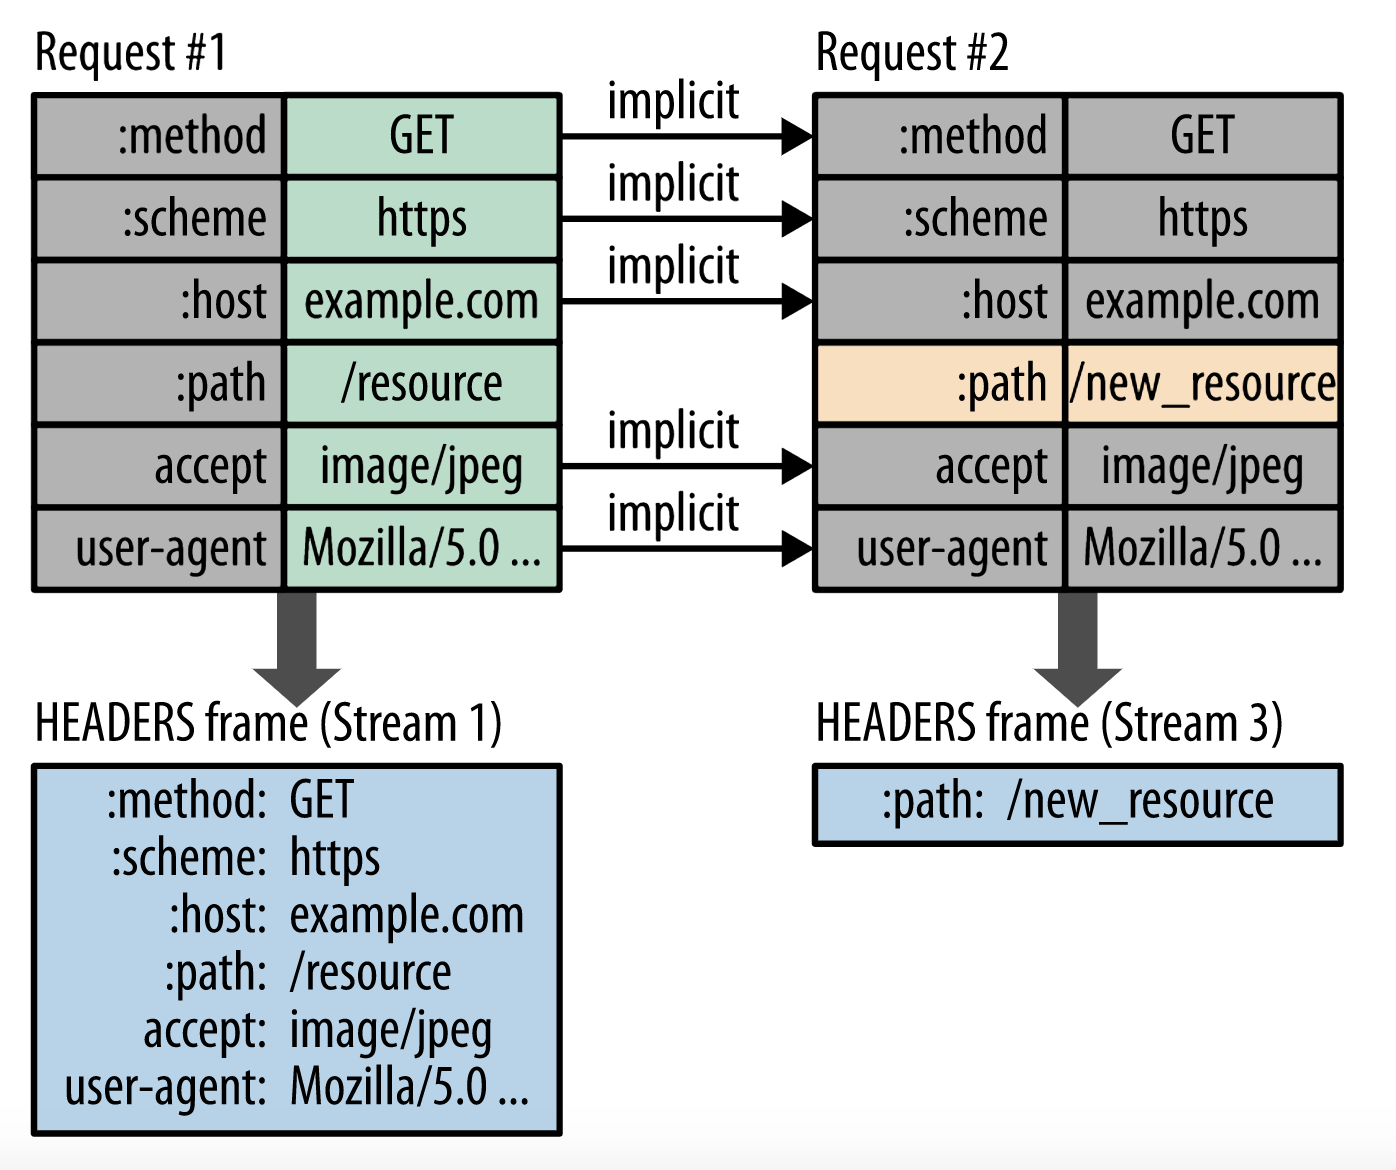 Request #1
:method GET
:scheme https
:host example.com
:path /resource
accept image/jpeg
user-agent Mozilla/5.0 ...
implicit
implicit
implicit
implicit
implicit
Request #2
:method GET
:scheme https
:host example.com
:path /new_resource
accept image/jpeg
user-agent Mozilla/5.0 ...
HEADERS frame (Stream 1)
:method: GET
:scheme: https
:host: example.com
:path: /resource
accept: image/jpeg
user-agent: Mozilla/5.0 ...
HEADERS frame (Stream 3)
:path: /new_resource